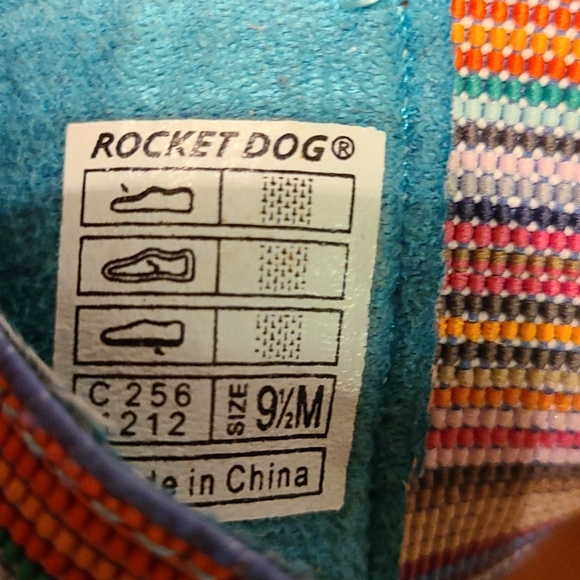 ROCKET DOG®
C 256
212
SIZE 9½M
in China